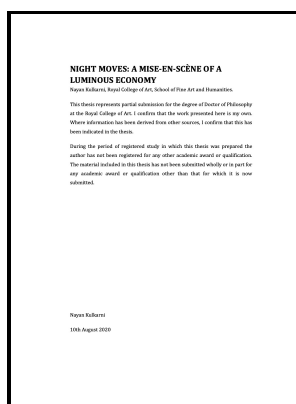 NIGHT MOVES: A MISE-EN-SCÈNE OF A
LUMINOUS ECONOMY
Nayan Kulkarni, Royal College of Art, School of Fine Art and Humanities.
This thesis represents partial submission for the degree of Doctor of Philosophy
at the Royal College of Art. I confirm that the work presented here is my own.
Where information has been derived from other sources, I confirm that this has
been indicated in the thesis.
During the period of registered study in which this thesis was prepared the
author has not been registered for any other academic award or qualification.
The material included in this thesis has not been submitted wholly or in part for
any academic award or qualification other than that for which it is now
submitted.
Nayan Kulkarni
10th August 2020